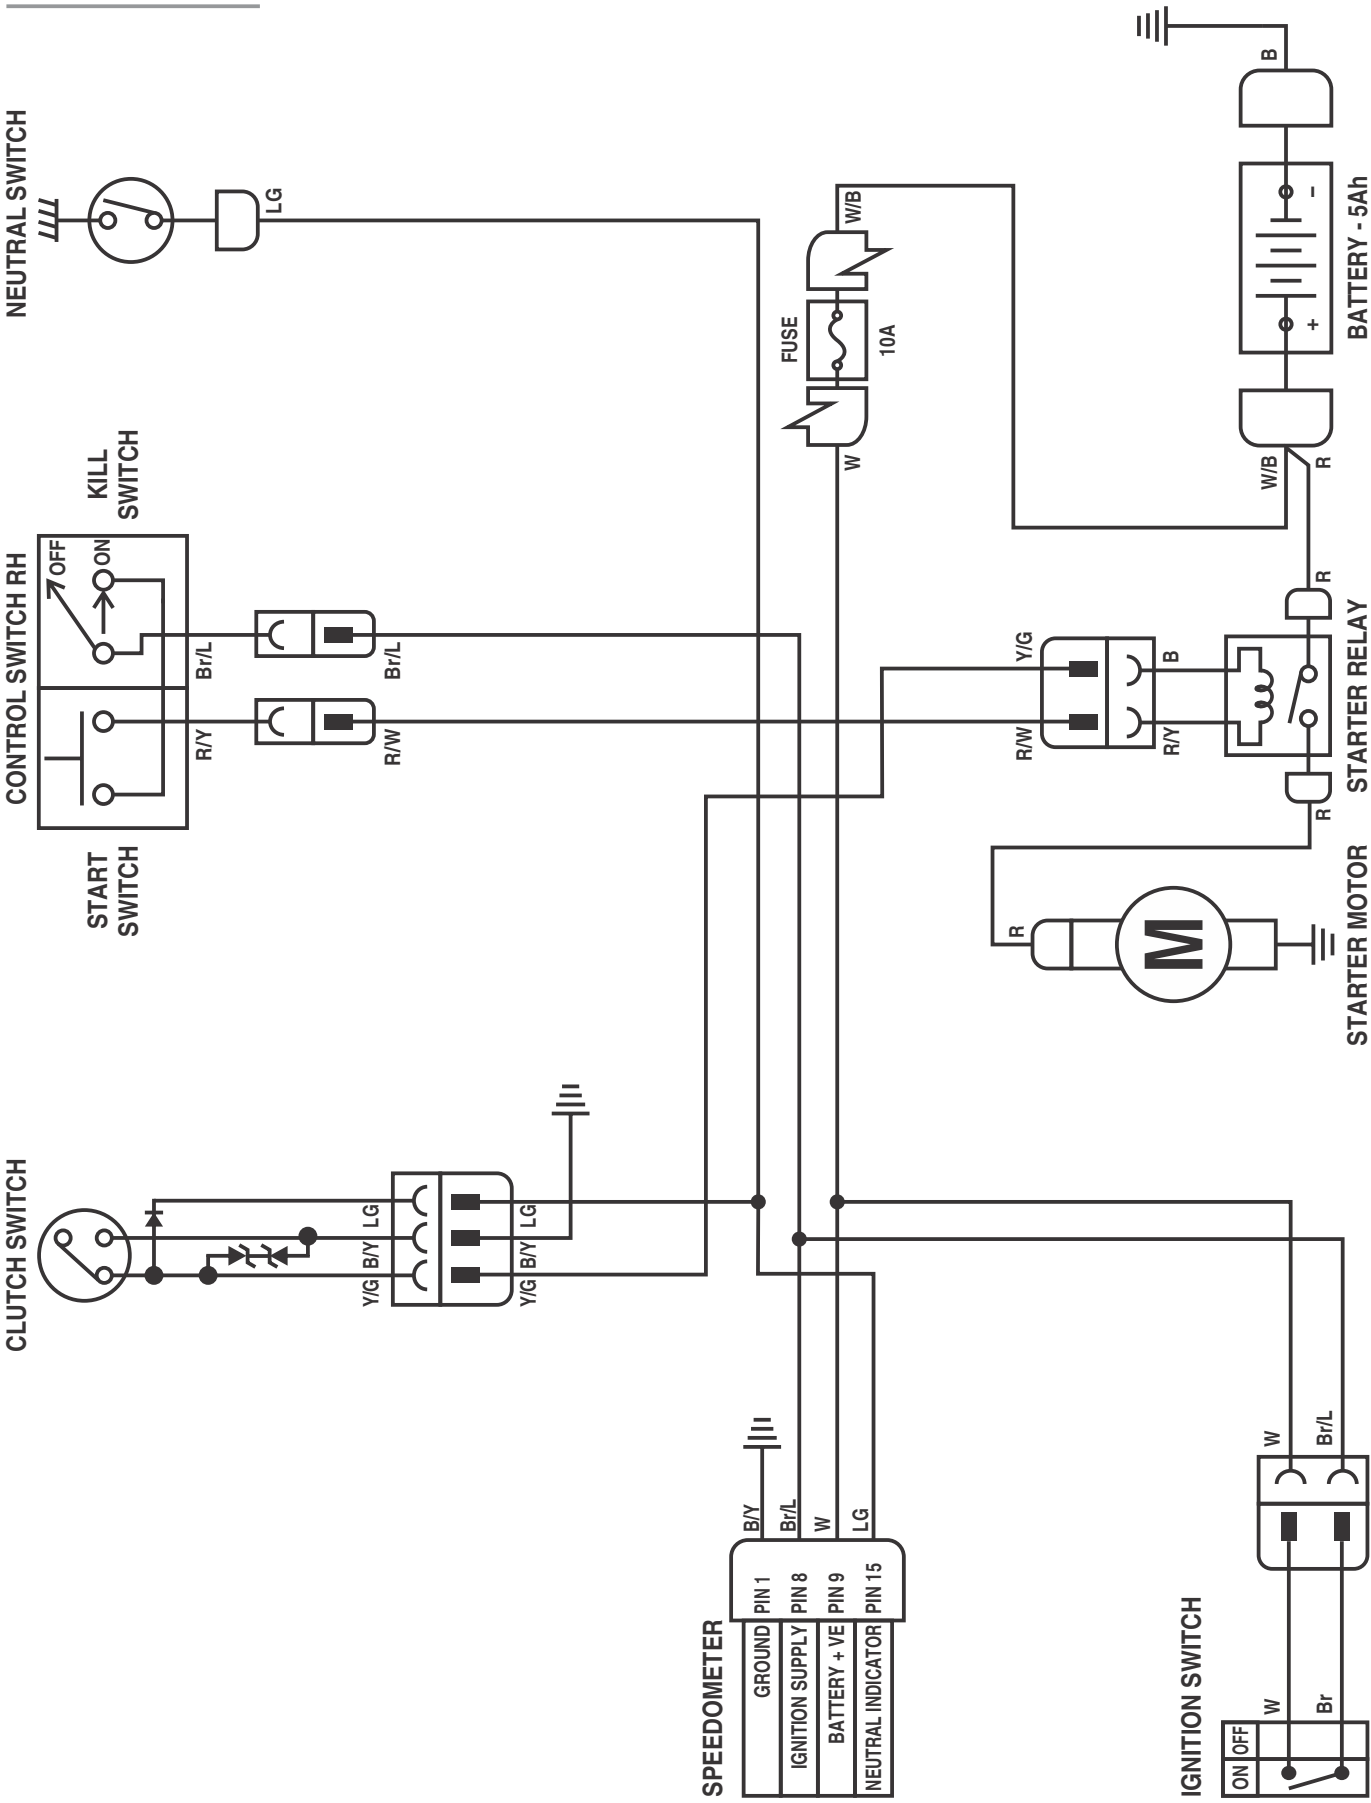 NEUTRAL SWITCH
LG
CONTROL SWITCH RH
KILL
SWITCH
OFF
ON
START
SWITCH
Br/L
R/Y
Br/L
R/W
CLUTCH SWITCH
Y/G
B/Y
LG
Y/G
B/Y
LG
FUSE
10A
W/B
W
B
BATTERY - 5Ah
+
-
W/B
R
R
STARTER RELAY
Y/G
R/W
B
R/Y
R
STARTER MOTOR
R
M
SPEEDOMETER
GROUND
PIN 1
B/Y
IGNITION SUPPLY
PIN 8
Br/L
BATTERY + VE
PIN 9
W
NEUTRAL INDICATOR
PIN 15
LG
IGNITION SWITCH
ON
OFF
W
Br
W
Br/L